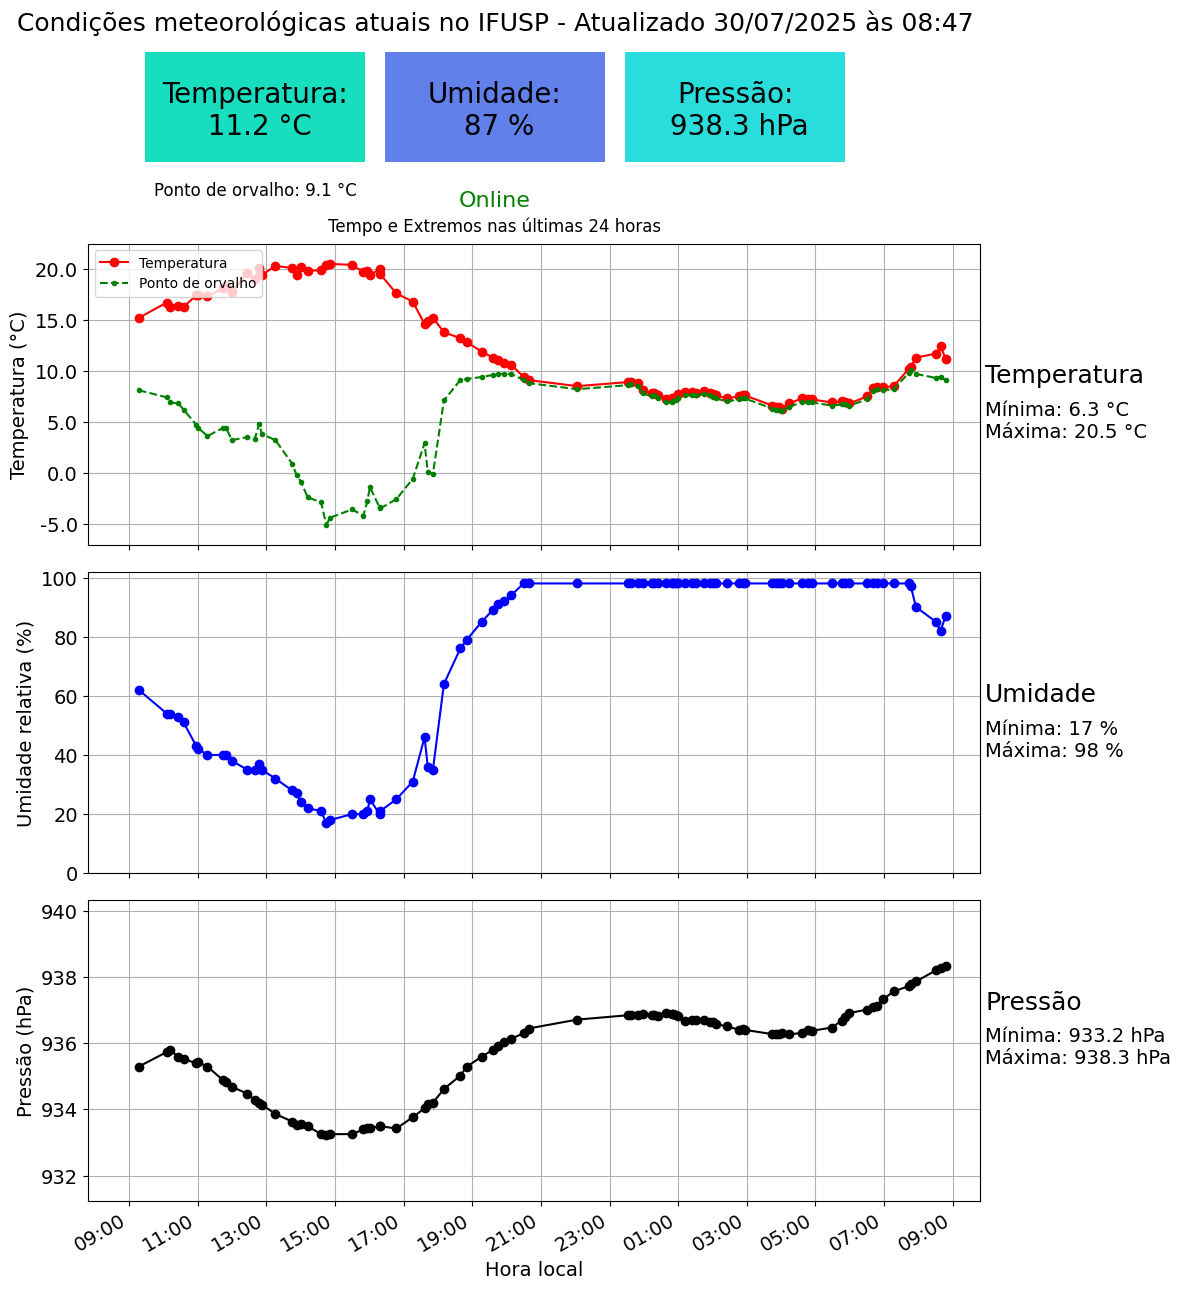 Condições meteorológicas atuais no IFUSP - Atualizado 30/07/2025 às 08:47
Temperatura:
11.2 °C
Umidade:
87 %
Pressão:
938.3 hPa
Ponto de orvalho: 9.1 °C
Online
Tempo e Extremos nas últimas 24 horas
Temperatura
Ponto de orvalho
Temperatura (°C)
20.0
15.0
10.0
5.0
0.0
-5.0
Temperatura
Mínima: 6.3 °C
Máxima: 20.5 °C
Umidade relativa (%)
100
80
60
40
20
0
Umidade
Mínima: 17 %
Máxima: 98 %
Pressão (hPa)
940
938
936
934
932
Pressão
Mínima: 933.2 hPa
Máxima: 938.3 hPa
09:00 11:00 13:00 15:00 17:00 19:00 21:00 23:00 01:00 03:00 05:00 07:00 09:00
Hora local